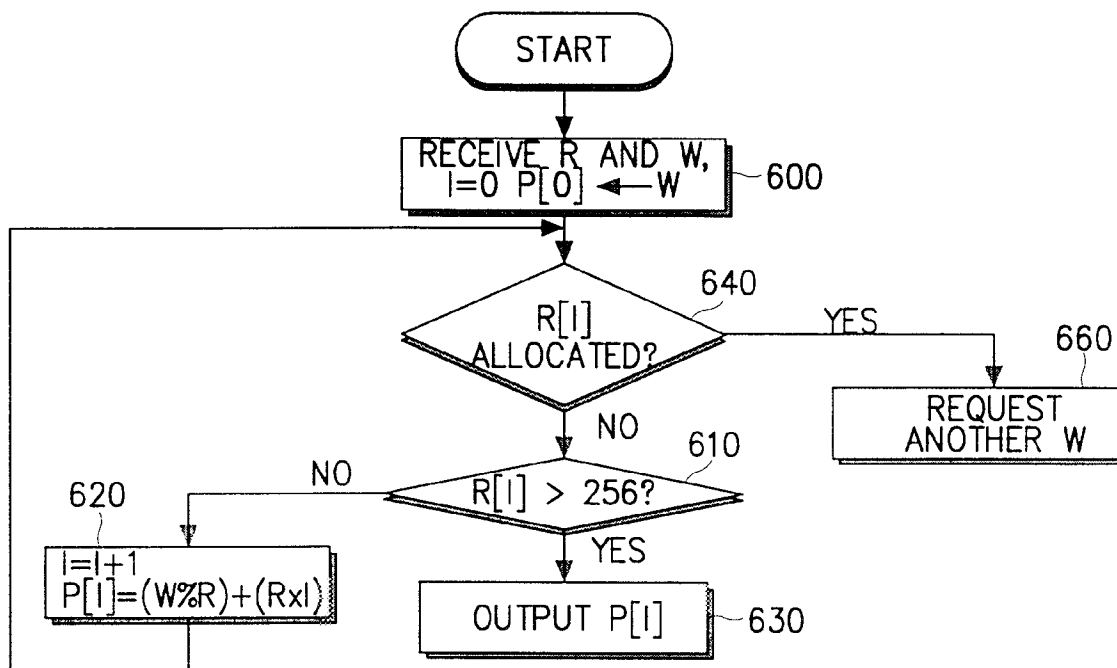 START
RECEIVE R AND W,
I=0 P[0] ← W
600
640
R[I]
ALLOCATED?
YES
660
REQUEST
ANOTHER W
NO
610
R[I] > 256?
NO
620
I=I+1
P[I]=(W%R)+(RxI)
YES
OUTPUT P[I]
630